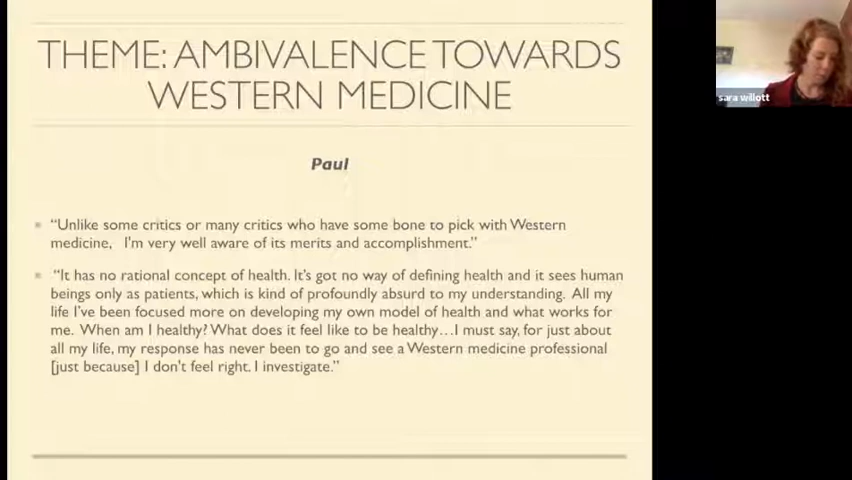 THEME: AMBIVALENCE TOWARDS
WESTERN MEDICINE
Paul
“Unlike some critics or many critics who have some bone to pick with Western
medicine, I'm very well aware of its merits and accomplishment.”
“It has no rational concept of health. It's got no way of defining health and it sees human
beings only as patients, which is kind of profoundly absurd to my understanding. All my
life I've been focused more on developing my own model of health and what works for
me. When am I healthy? What does it feel like to be healthy…I must say, for just about
all my life, my response has never been to go and see a Western medicine professional
[just because] I don't feel right. I investigate.”
sara willott